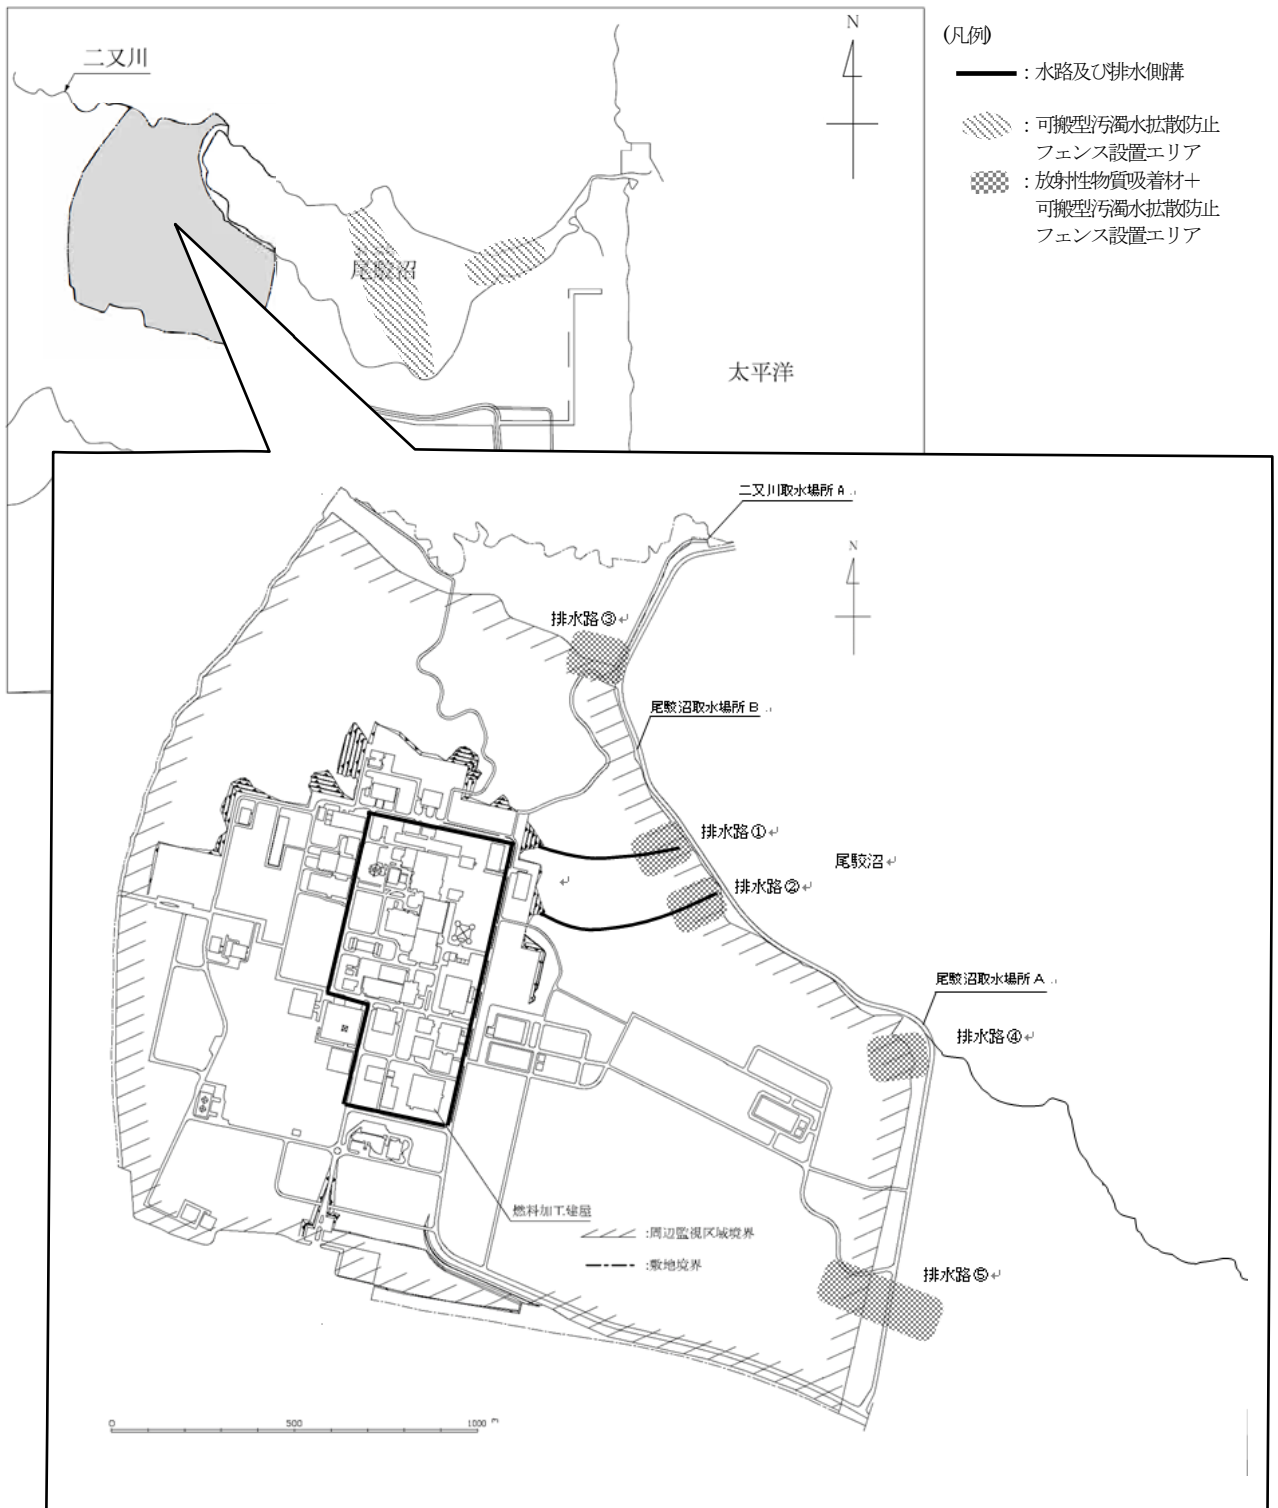 (凡例)
：水路及び排水側溝
：可搬型汚濁水拡散防止
フェンス設置エリア
：放射性物質吸着材＋
可搬型汚濁水拡散防止
フェンス設置エリア
二又川
N
尾駮沼
太平洋
二又川取水場所A
N
排水路③
尾駮沼取水場所B
排水路①
尾駮沼
排水路②
尾駮沼取水場所A
排水路④
燃料加工建屋
:周辺監視区域境界
:敷地境界
排水路⑤
0 500 1000 m